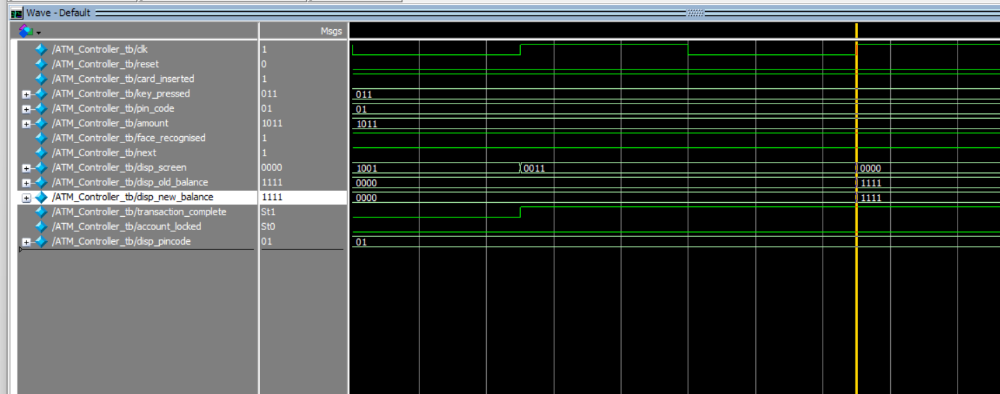 Wave - Default
Msgs
/ATM_Controller_tb/clk 1
/ATM_Controller_tb/reset 0
/ATM_Controller_tb/card_inserted 1
/ATM_Controller_tb/key_pressed 011 011
/ATM_Controller_tb/pin_code 01 01
/ATM_Controller_tb/amount 1011 1011
/ATM_Controller_tb/face_recognised 1
/ATM_Controller_tb/next 1
/ATM_Controller_tb/disp_screen 0000 1001 0011 0000
/ATM_Controller_tb/disp_old_balance 1111 0000 1111
/ATM_Controller_tb/disp_new_balance 1111 0000 1111
/ATM_Controller_tb/transaction_complete St1
/ATM_Controller_tb/account_locked St0
/ATM_Controller_tb/disp_pincode 01 01